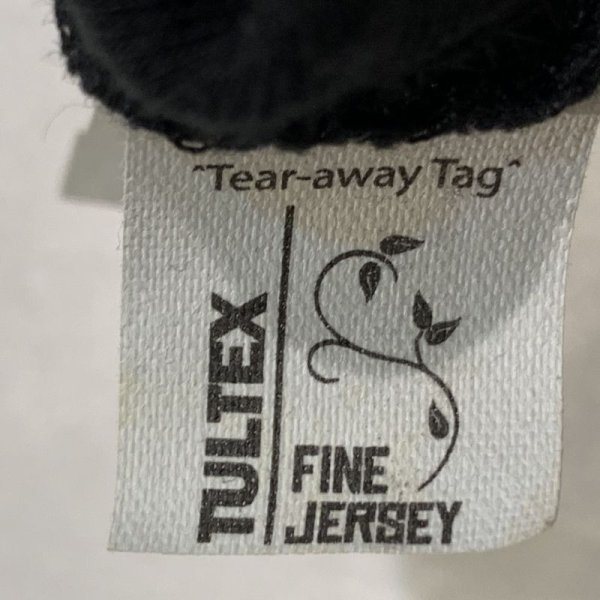 ^Tear-away Tag^
TULTEX
FINE
JERSEY